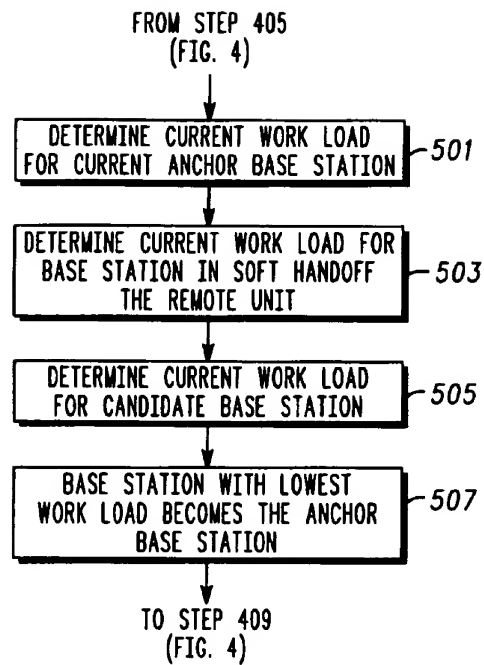 FROM STEP 405
(FIG. 4)
DETERMINE CURRENT WORK LOAD
FOR CURRENT ANCHOR BASE STATION
501
DETERMINE CURRENT WORK LOAD FOR
BASE STATION IN SOFT HANDOFF
THE REMOTE UNIT
503
DETERMINE CURRENT WORK LOAD
FOR CANDIDATE BASE STATION
505
BASE STATION WITH LOWEST
WORK LOAD BECOMES THE ANCHOR
BASE STATION
507
TO STEP 409
(FIG. 4)